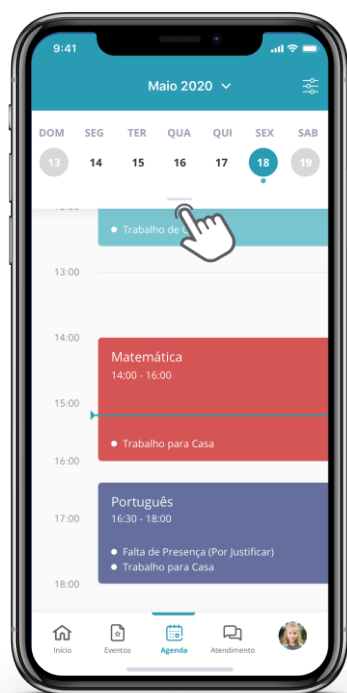 9:41
Maio 2020
DOM SEG TER QUA QUI SEX SAB
13 14 15 16 17 18 19
Trabalho de
13:00
14:00
Matemática
14:00 - 16:00
15:00
Trabalho para Casa
16:00
Português
16:30 - 18:00
17:00
Falta de Presença (Por Justificar)
Trabalho para Casa
18:00
Início Eventos Agenda Atendimento